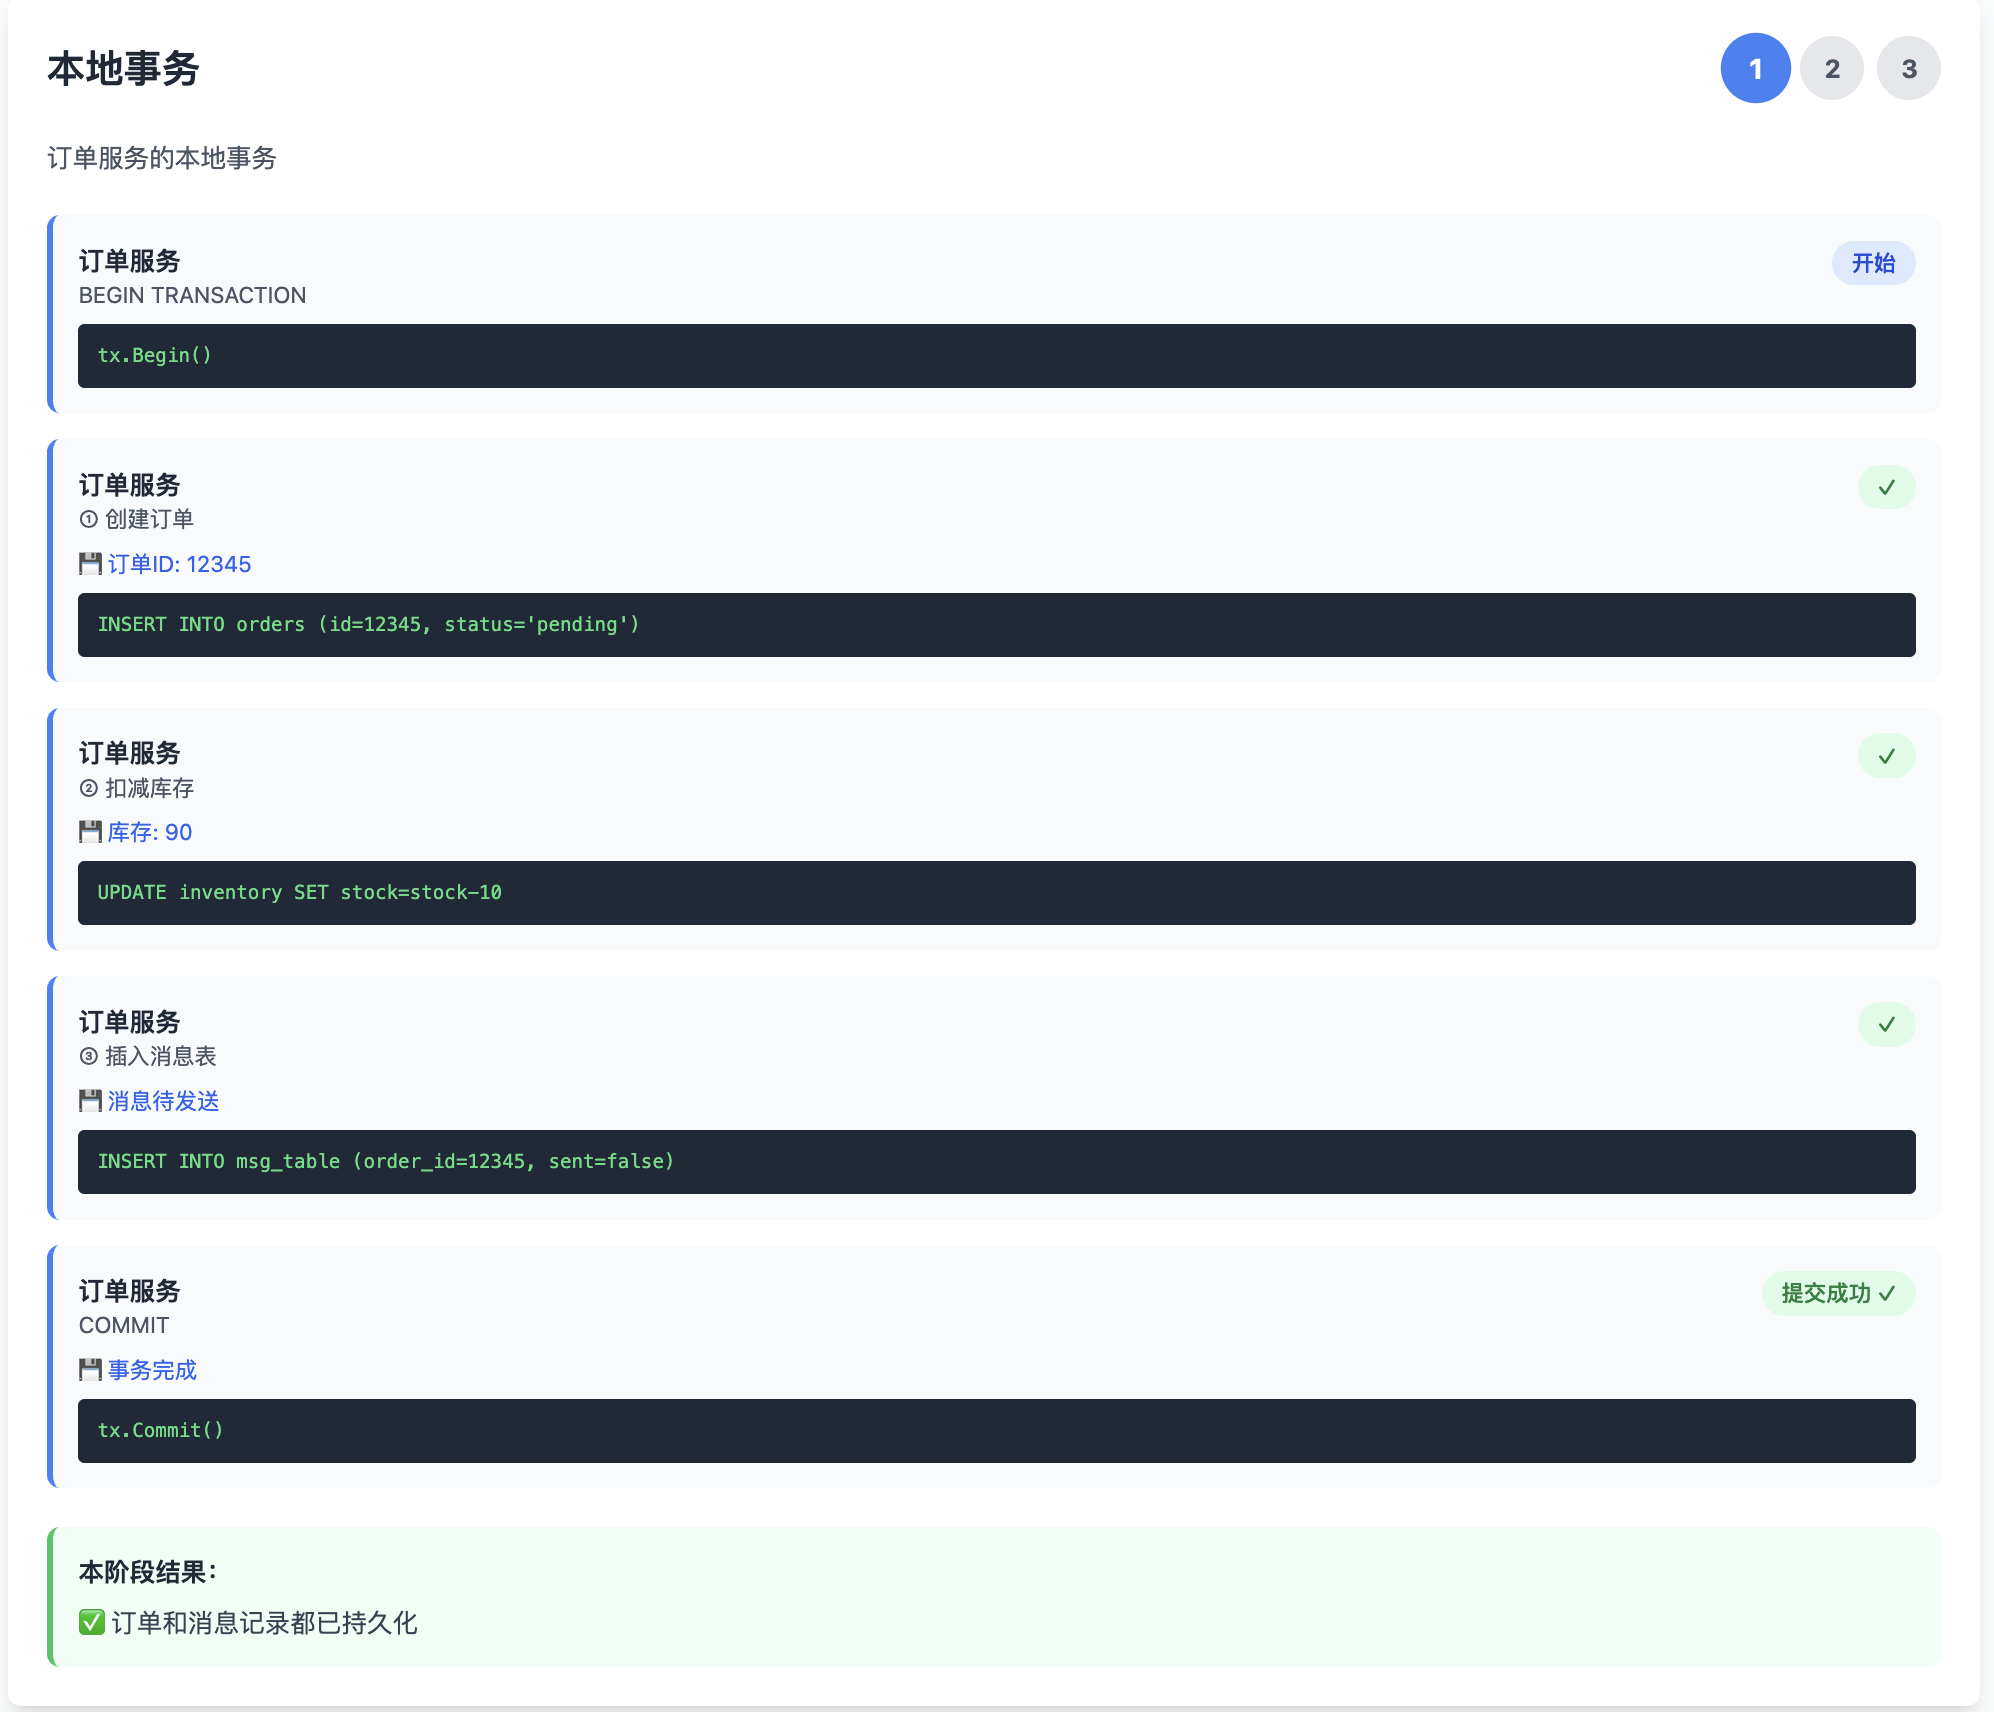 本地事务
1 2 3
订单服务的本地事务
订单服务
开始
BEGIN TRANSACTION
tx.Begin()
订单服务
✓
① 创建订单
💾 订单ID: 12345
INSERT INTO orders (id=12345, status='pending')
订单服务
✓
② 扣减库存
💾 库存: 90
UPDATE inventory SET stock=stock-10
订单服务
✓
③ 插入消息表
💾 消息待发送
INSERT INTO msg_table (order_id=12345, sent=false)
订单服务
提交成功 ✓
COMMIT
💾 事务完成
tx.Commit()
本阶段结果：
✅ 订单和消息记录都已持久化